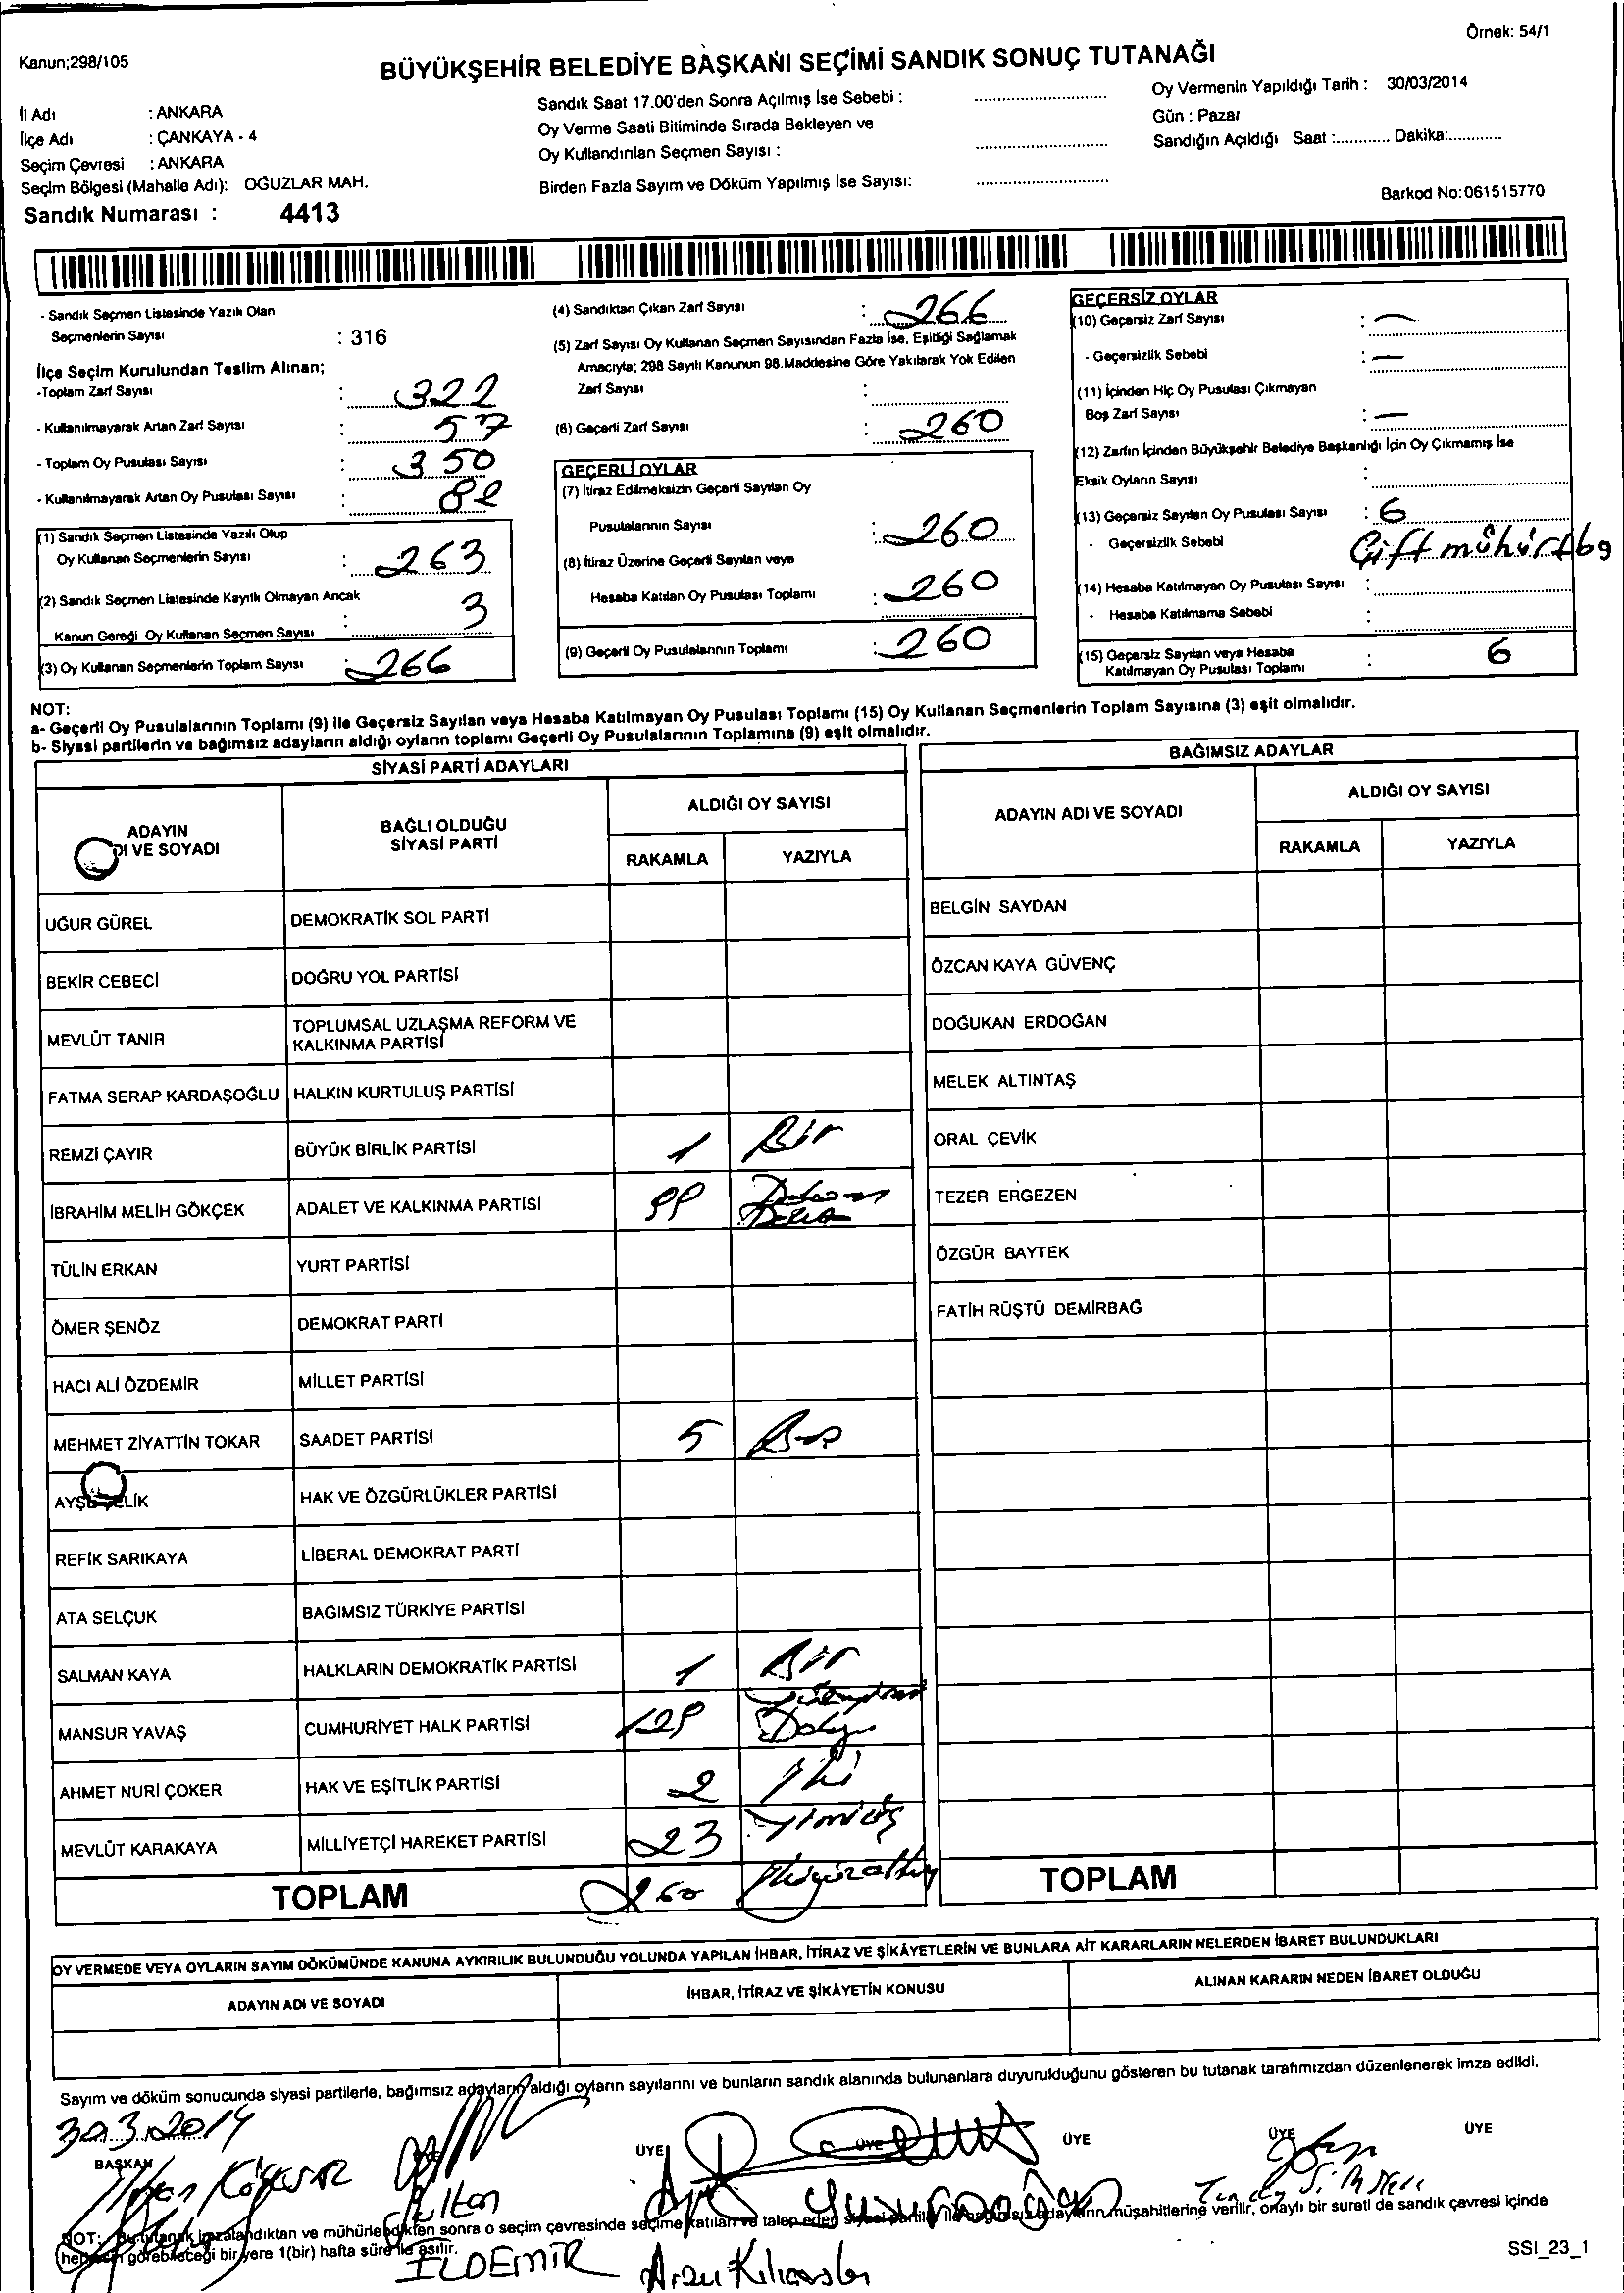 Örnek: 54/1
Kanun;298/105
BÜYÜKŞEHİR BELEDİYE BAŞKANI SEÇİMİ SANDIK SONUÇ TUTANAĞI
İl Adı : ANKARA
İlçe Adı : ÇANKAYA - 4
Seçim Çevresi : ANKARA
Seçim Bölgesi (Mahalle Adı): OĞUZLAR MAH.
Sandık Numarası : 4413
Sandık Saat 17.00'den Sonra Açılmış İse Sebebi :
Oy Verme Saati Bitiminde Sırada Bekleyen ve
Oy Kullandırılan Seçmen Sayısı :
Birden Fazla Sayım ve Döküm Yapılmış İse Sayısı:
Oy Vermenin Yapıldığı Tarih : 30/03/2014
Gün : Pazar
Sandığın Açıldığı Saat :............ Dakika:............
Barkod No:061515770
- Sandık Seçmen Listesinde Yazılı Olan
Seçmenlerin Sayısı : 316
İlçe Seçim Kurulundan Teslim Alınan;
-Toplam Zarf Sayısı : 322
- Kullanılmayarak Artan Zarf Sayısı : 57
- Toplam Oy Pusulası Sayısı : 350
- Kullanılmayarak Artan Oy Pusulası Sayısı :
(1) Sandık Seçmen Listesinde Yazılı Olup
Oy Kullanan Seçmenlerin Sayısı : 263
(2) Sandık Seçmen Listesinde Kayıtlı Olmayan Ancak
Kanun Gereği Oy Kullanan Seçmen Sayısı : 3
(3) Oy Kullanan Seçmenlerin Toplam Sayısı : 266
(4) Sandıktan Çıkan Zarf Sayısı : 266
(5) Zarf Sayısı Oy Kullanan Seçmen Sayısından Fazla İse, Eşitliği Sağlamak
Amacıyla; 298 Sayılı Kanunun 98.Maddesine Göre Yakılarak Yok Edilen
Zarf Sayısı :
(6) Geçerli Zarf Sayısı : 260
GEÇERLİ OYLAR
(7) İtiraz Edilmeksizin Geçerli Sayılan Oy
Pusulalarının Sayısı : 260
(8) İtiraz Üzerine Geçerli Sayılan veya
Hesaba Katılan Oy Pusulası Toplamı : 260
(9) Geçerli Oy Pusulalarının Toplamı : 260
GEÇERSİZ OYLAR
(10) Geçersiz Zarf Sayısı : —
- Geçersizlik Sebebi : —
(11) İçinden Hiç Oy Pusulası Çıkmayan
Boş Zarf Sayısı : —
(12) Zarfın İçinden Büyükşehir Belediye Başkanlığı İçin Oy Çıkmamış İse
Eksik Oyların Sayısı :
(13) Geçersiz Sayılan Oy Pusulası Sayısı : 6
- Geçersizlik Sebebi Çift mühür
(14) Hesaba Katılmayan Oy Pusulası Sayısı :
- Hesaba Katılmama Sebebi :
(15) Geçersiz Sayılan veya Hesaba
Katılmayan Oy Pusulası Toplamı : 6
NOT:
a- Geçerli Oy Pusulalarının Toplamı (9) ile Geçersiz Sayılan veya Hesaba Katılmayan Oy Pusulası Toplamı (15) Oy Kullanan Seçmenlerin Toplam Sayısına (3) eşit olmalıdır.
b- Siyasi partilerin ve bağımsız adayların aldığı oyların toplamı Geçerli Oy Pusulalarının Toplamına (9) eşit olmalıdır.
SİYASİ PARTİ ADAYLARI
ADAYIN
DI VE SOYADI
BAĞLI OLDUĞU
SİYASİ PARTİ
ALDIĞI OY SAYISI
RAKAMLA YAZIYLA
UĞUR GÜREL DEMOKRATİK SOL PARTİ
BEKİR CEBECİ DOĞRU YOL PARTİSİ
MEVLÜT TANIR TOPLUMSAL UZLAŞMA REFORM VE
KALKINMA PARTİSİ
FATMA SERAP KARDAŞOĞLU HALKIN KURTULUŞ PARTİSİ
REMZİ ÇAYIR BÜYÜK BİRLİK PARTİSİ 1 Bir
İBRAHİM MELİH GÖKÇEK ADALET VE KALKINMA PARTİSİ 99 Doksan
TÜLİN ERKAN YURT PARTİSİ
ÖMER ŞENÖZ DEMOKRAT PARTİ
HACI ALİ ÖZDEMİR MİLLET PARTİSİ
MEHMET ZİYATTİN TOKAR SAADET PARTİSİ 5 Beş
AYŞE ÇELİK HAK VE ÖZGÜRLÜKLER PARTİSİ
REFİK SARIKAYA LİBERAL DEMOKRAT PARTİ
ATA SELÇUK BAĞIMSIZ TÜRKİYE PARTİSİ
SALMAN KAYA HALKLARIN DEMOKRATİK PARTİSİ 1 Bir
MANSUR YAVAŞ CUMHURİYET HALK PARTİSİ 129
AHMET NURİ ÇOKER HAK VE EŞİTLİK PARTİSİ 2 İki
MEVLÜT KARAKAYA MİLLİYETÇİ HAREKET PARTİSİ 23 Yirmiüç
TOPLAM 260 İkiyüzaltmış
BAĞIMSIZ ADAYLAR
ADAYIN ADI VE SOYADI
ALDIĞI OY SAYISI
RAKAMLA YAZIYLA
BELGİN SAYDAN
ÖZCAN KAYA GÜVENÇ
DOĞUKAN ERDOĞAN
MELEK ALTINTAŞ
ORAL ÇEVİK
TEZER ERGEZEN
ÖZGÜR BAYTEK
FATİH RÜŞTÜ DEMİRBAĞ
TOPLAM
OY VERMEDE VEYA OYLARIN SAYIM DÖKÜMÜNDE KANUNA AYKIRILIK BULUNDUĞU YOLUNDA YAPILAN İHBAR, İTİRAZ VE ŞİKÂYETLERİN VE BUNLARA AİT KARARLARIN NELERDEN İBARET BULUNDUKLARI
ADAYIN ADI VE SOYADI
İHBAR, İTİRAZ VE ŞİKÂYETİN KONUSU
ALINAN KARARIN NEDEN İBARET OLDUĞU
Sayım ve döküm sonucunda siyasi partilerle, bağımsız adayların aldığı oyların sayılarını ve bunların sandık alanında bulunanlara duyurulduğunu gösteren bu tutanak tarafımızdan düzenlenerek imza edildi.
30.3.2014
BAŞKAN ÜYE ÜYE ÜYE ÜYE ÜYE
İLDEMİR Arzu Kılıçaslan
NOT: Bu tutanak imzalandıktan ve mühürlendikten sonra o seçim çevresinde seçime katılan ve talep eden siyasi partiler ile bağımsız adayların müşahitlerine verilir, onaylı bir sureti de sandık çevresi içinde
herkesin görebileceği bir yere 1(bir) hafta süre ile asılır.
SSI_23_1